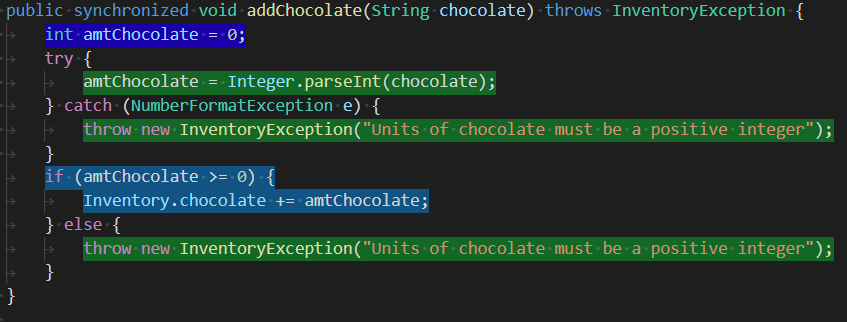 public synchronized void addChocolate(String chocolate) throws InventoryException {
int amtChocolate = 0;
try {
amtChocolate = Integer.parseInt(chocolate);
} catch (NumberFormatException e) {
throw new InventoryException("Units of chocolate must be a positive integer");
}
if (amtChocolate >= 0) {
Inventory.chocolate += amtChocolate;
} else {
throw new InventoryException("Units of chocolate must be a positive integer");
}
}